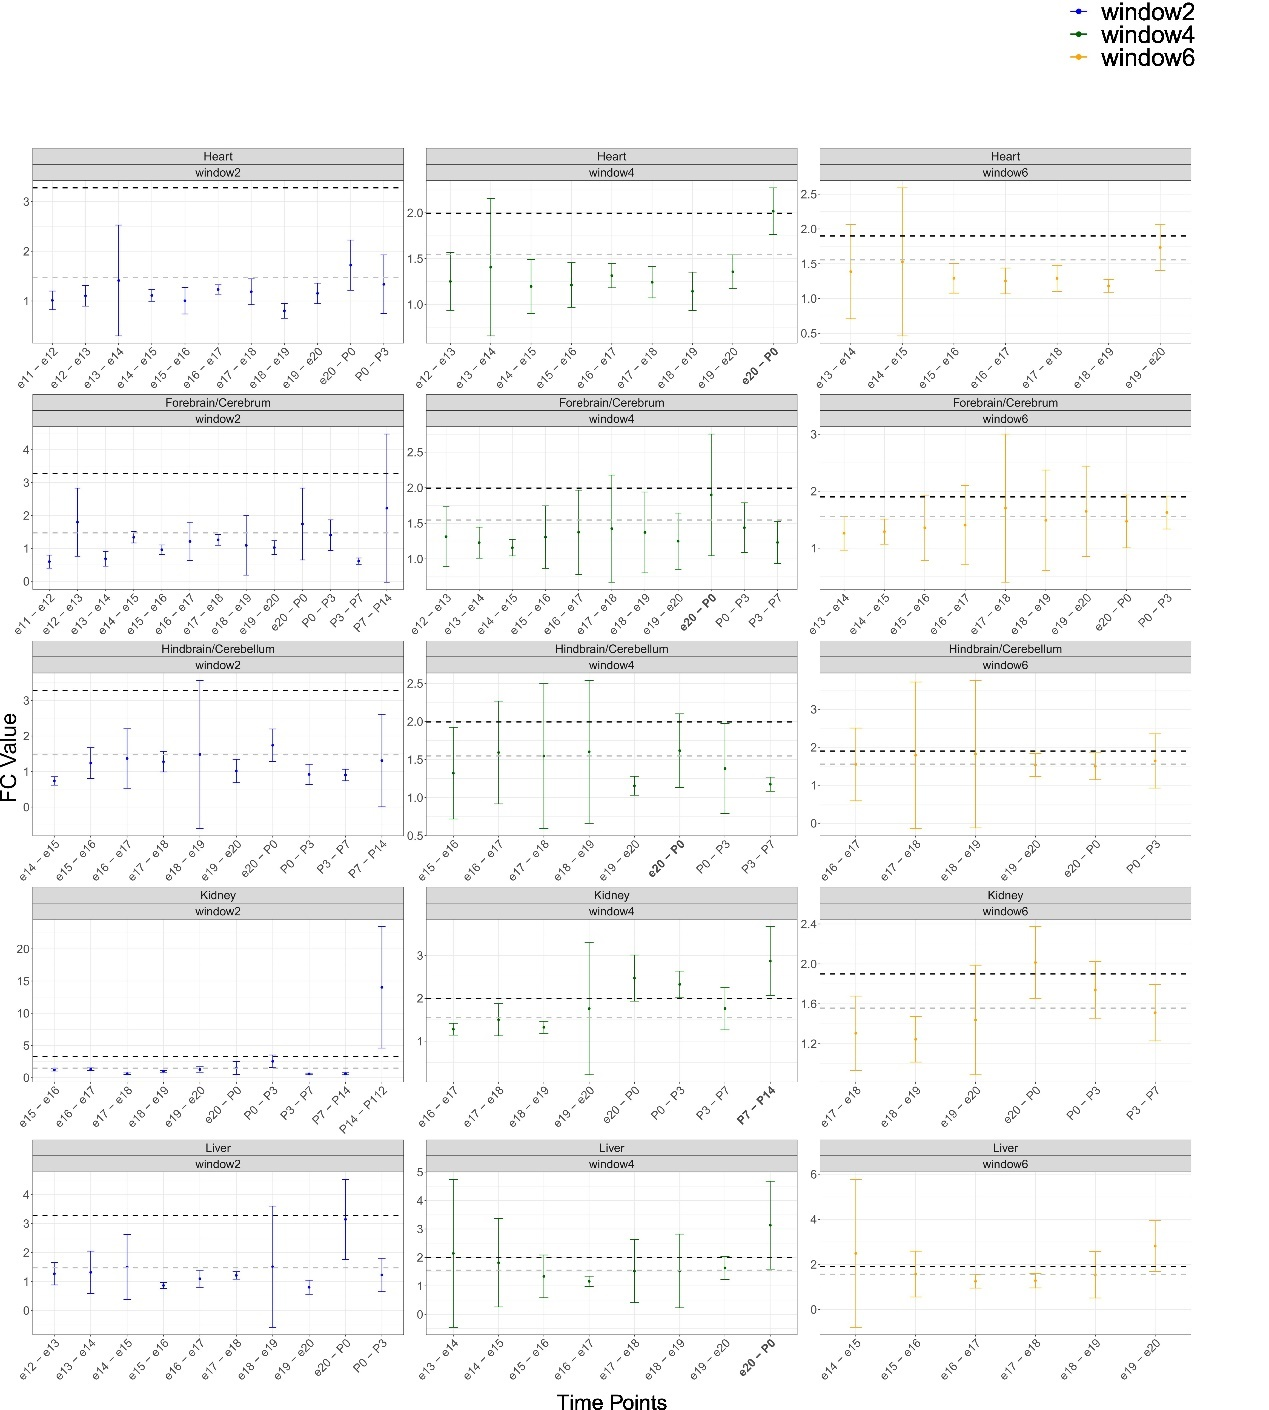 window2
window4
window6
Heart Heart Heart
window2 window4 window6
3
2
1
2.0
1.5
1.0
2.5
2.0
1.5
1.0
0.5
e11 – e12 e12 – e13 e13 – e14 e14 – e15 e15 – e16 e16 – e17 e17 – e18 e18 – e19 e19 – e20 e20 – P0 P0 – P3
e12 – e13 e13 – e14 e14 – e15 e15 – e16 e16 – e17 e17 – e18 e18 – e19 e19 – e20 e20 – P0
e13 – e14 e14 – e15 e15 – e16 e16 – e17 e17 – e18 e18 – e19 e19 – e20
Forebrain/Cerebrum Forebrain/Cerebrum Forebrain/Cerebrum
window2 window4 window6
4
3
2
1
0
2.5
2.0
1.5
1.0
3
2
1
e11 – e12 e12 – e13 e13 – e14 e14 – e15 e15 – e16 e16 – e17 e17 – e18 e18 – e19 e19 – e20 e20 – P0 P0 – P3 P3 – P7 P7 – P14
e12 – e13 e13 – e14 e14 – e15 e15 – e16 e16 – e17 e17 – e18 e18 – e19 e19 – e20 e20 – P0 P0 – P3 P3 – P7
e13 – e14 e14 – e15 e15 – e16 e16 – e17 e17 – e18 e18 – e19 e19 – e20 e20 – P0 P0 – P3
Hindbrain/Cerebellum Hindbrain/Cerebellum Hindbrain/Cerebellum
window2 window4 window6
3
2
1
0
2.5
2.0
1.5
1.0
0.5
3
2
1
0
FC Value
e14 – e15 e15 – e16 e16 – e17 e17 – e18 e18 – e19 e19 – e20 e20 – P0 P0 – P3 P3 – P7 P7 – P14
e15 – e16 e16 – e17 e17 – e18 e18 – e19 e19 – e20 e20 – P0 P0 – P3 P3 – P7
e16 – e17 e17 – e18 e18 – e19 e19 – e20 e20 – P0 P0 – P3
Kidney Kidney Kidney
window2 window4 window6
20
15
10
5
0
3
2
1
2.4
2.0
1.6
1.2
e15 – e16 e16 – e17 e17 – e18 e18 – e19 e19 – e20 e20 – P0 P0 – P3 P3 – P7 P7 – P14 P14 – P112
e16 – e17 e17 – e18 e18 – e19 e19 – e20 e20 – P0 P0 – P3 P3 – P7 P7 – P14
e17 – e18 e18 – e19 e19 – e20 e20 – P0 P0 – P3 P3 – P7
Liver Liver Liver
window2 window4 window6
4
3
2
1
0
5
4
3
2
1
0
6
4
2
0
e12 – e13 e13 – e14 e14 – e15 e15 – e16 e16 – e17 e17 – e18 e18 – e19 e19 – e20 e20 – P0 P0 – P3
e13 – e14 e14 – e15 e15 – e16 e16 – e17 e17 – e18 e18 – e19 e19 – e20 e20 – P0
e14 – e15 e15 – e16 e16 – e17 e17 – e18 e18 – e19 e19 – e20
Time Points